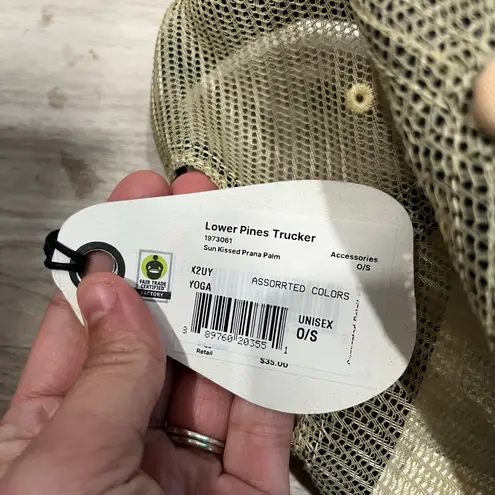 Lower Pines Trucker
1973061
Sun Kissed Prana Palm
Accessories
O/S
FAIR TRADE
CERTIFIED
FACTORY
K2UY
ASSORRTED COLORS
YOGA
UNISEX
O/S
3 89760 20355 1
Retail
$35.00